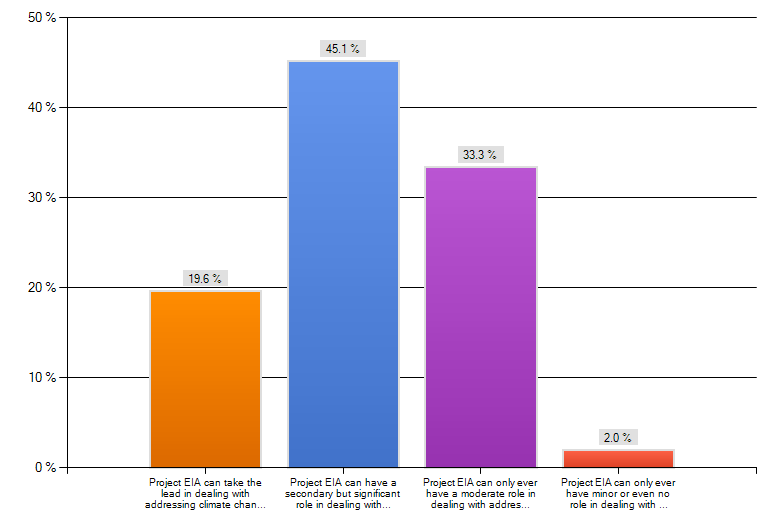 50 %
45.1 %
40 %
33.3 %
30 %
19.6 %
20 %
10 %
2.0 %
0 %
Project EIA can take the
lead in dealing with
addressing climate chan...
Project EIA can have a
secondary but significant
role in dealing with...
Project EIA can only ever
have a moderate role in
dealing with addres...
Project EIA can only ever
have minor or even no
role in dealing with ...